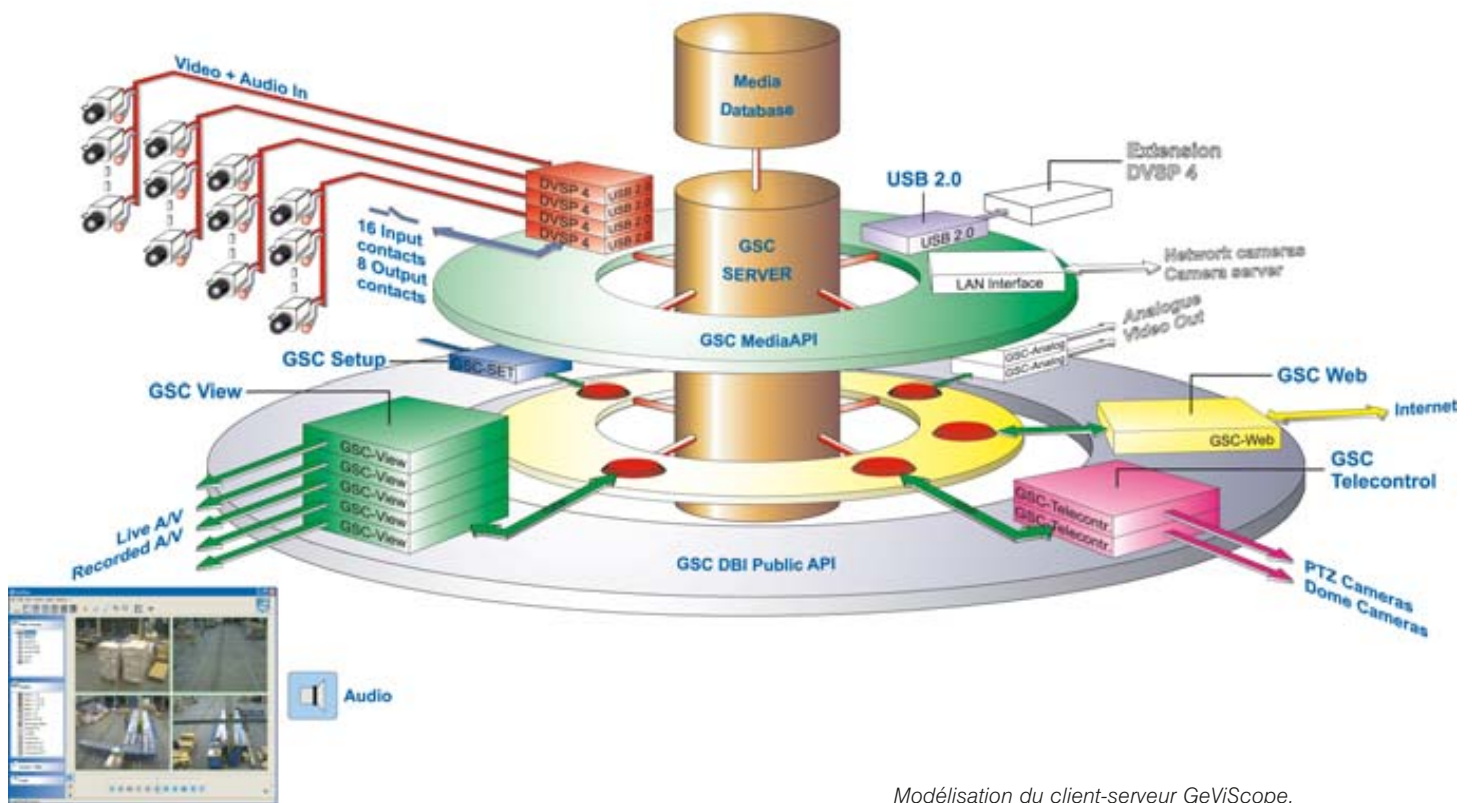 Video + Audio In
Media
Database
Extension
DVSP 4
USB 2.0
DVSP 4 USB 2.0
DVSP 4 USB 2.0
DVSP 4 USB 2.0
DVSP 4 USB 2.0
USB 2.0
16 Input
contacts
8 Output
contacts
GSC
SERVER
Network cameras
Camera server
LAN Interface
Analogue
Video Out
GSC MediaAPI
GSC-Analog
GSC-Analog
GSC Setup
GSC-SET
GSC View
GSC Web
Internet
GSC-Web
GSC-View
GSC-View
GSC-View
GSC-View
GSC-View
GSC
Telecontrol
GSC-Telecontr.
GSC-Telecontr.
Live A/V
Recorded A/V
GSC DBI Public API
PTZ Cameras
Dome Cameras
Audio
Modélisation du client-serveur GeViScope.